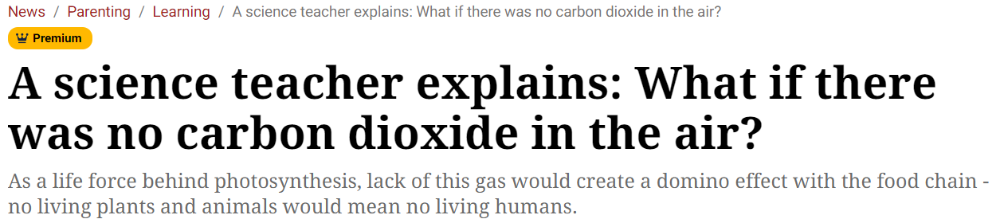 News / Parenting / Learning / A science teacher explains: What if there was no carbon dioxide in the air?
Premium
A science teacher explains: What if there
was no carbon dioxide in the air?
As a life force behind photosynthesis, lack of this gas would create a domino effect with the food chain -
no living plants and animals would mean no living humans.